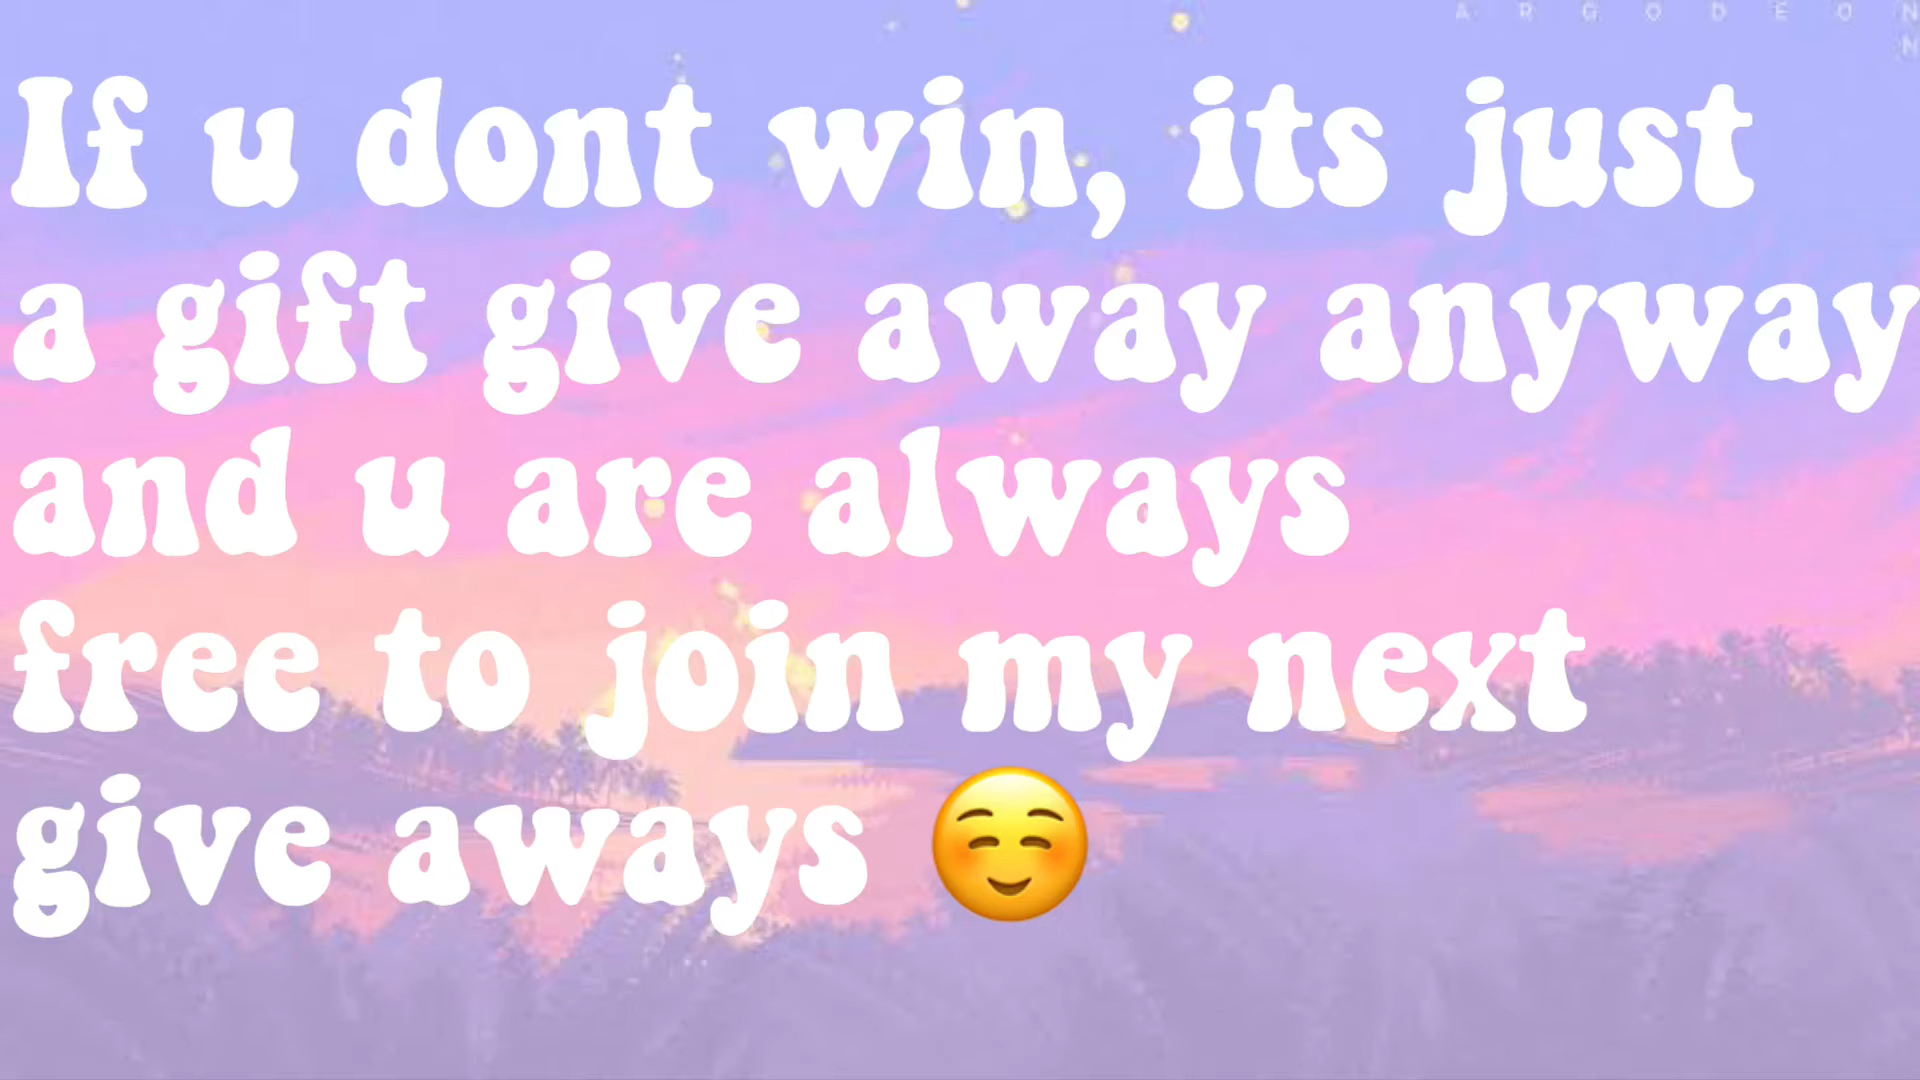 A R G O D E O N
N
If u dont win, its just
a gift give away anyway
and u are always
free to join my next
give aways ☺️